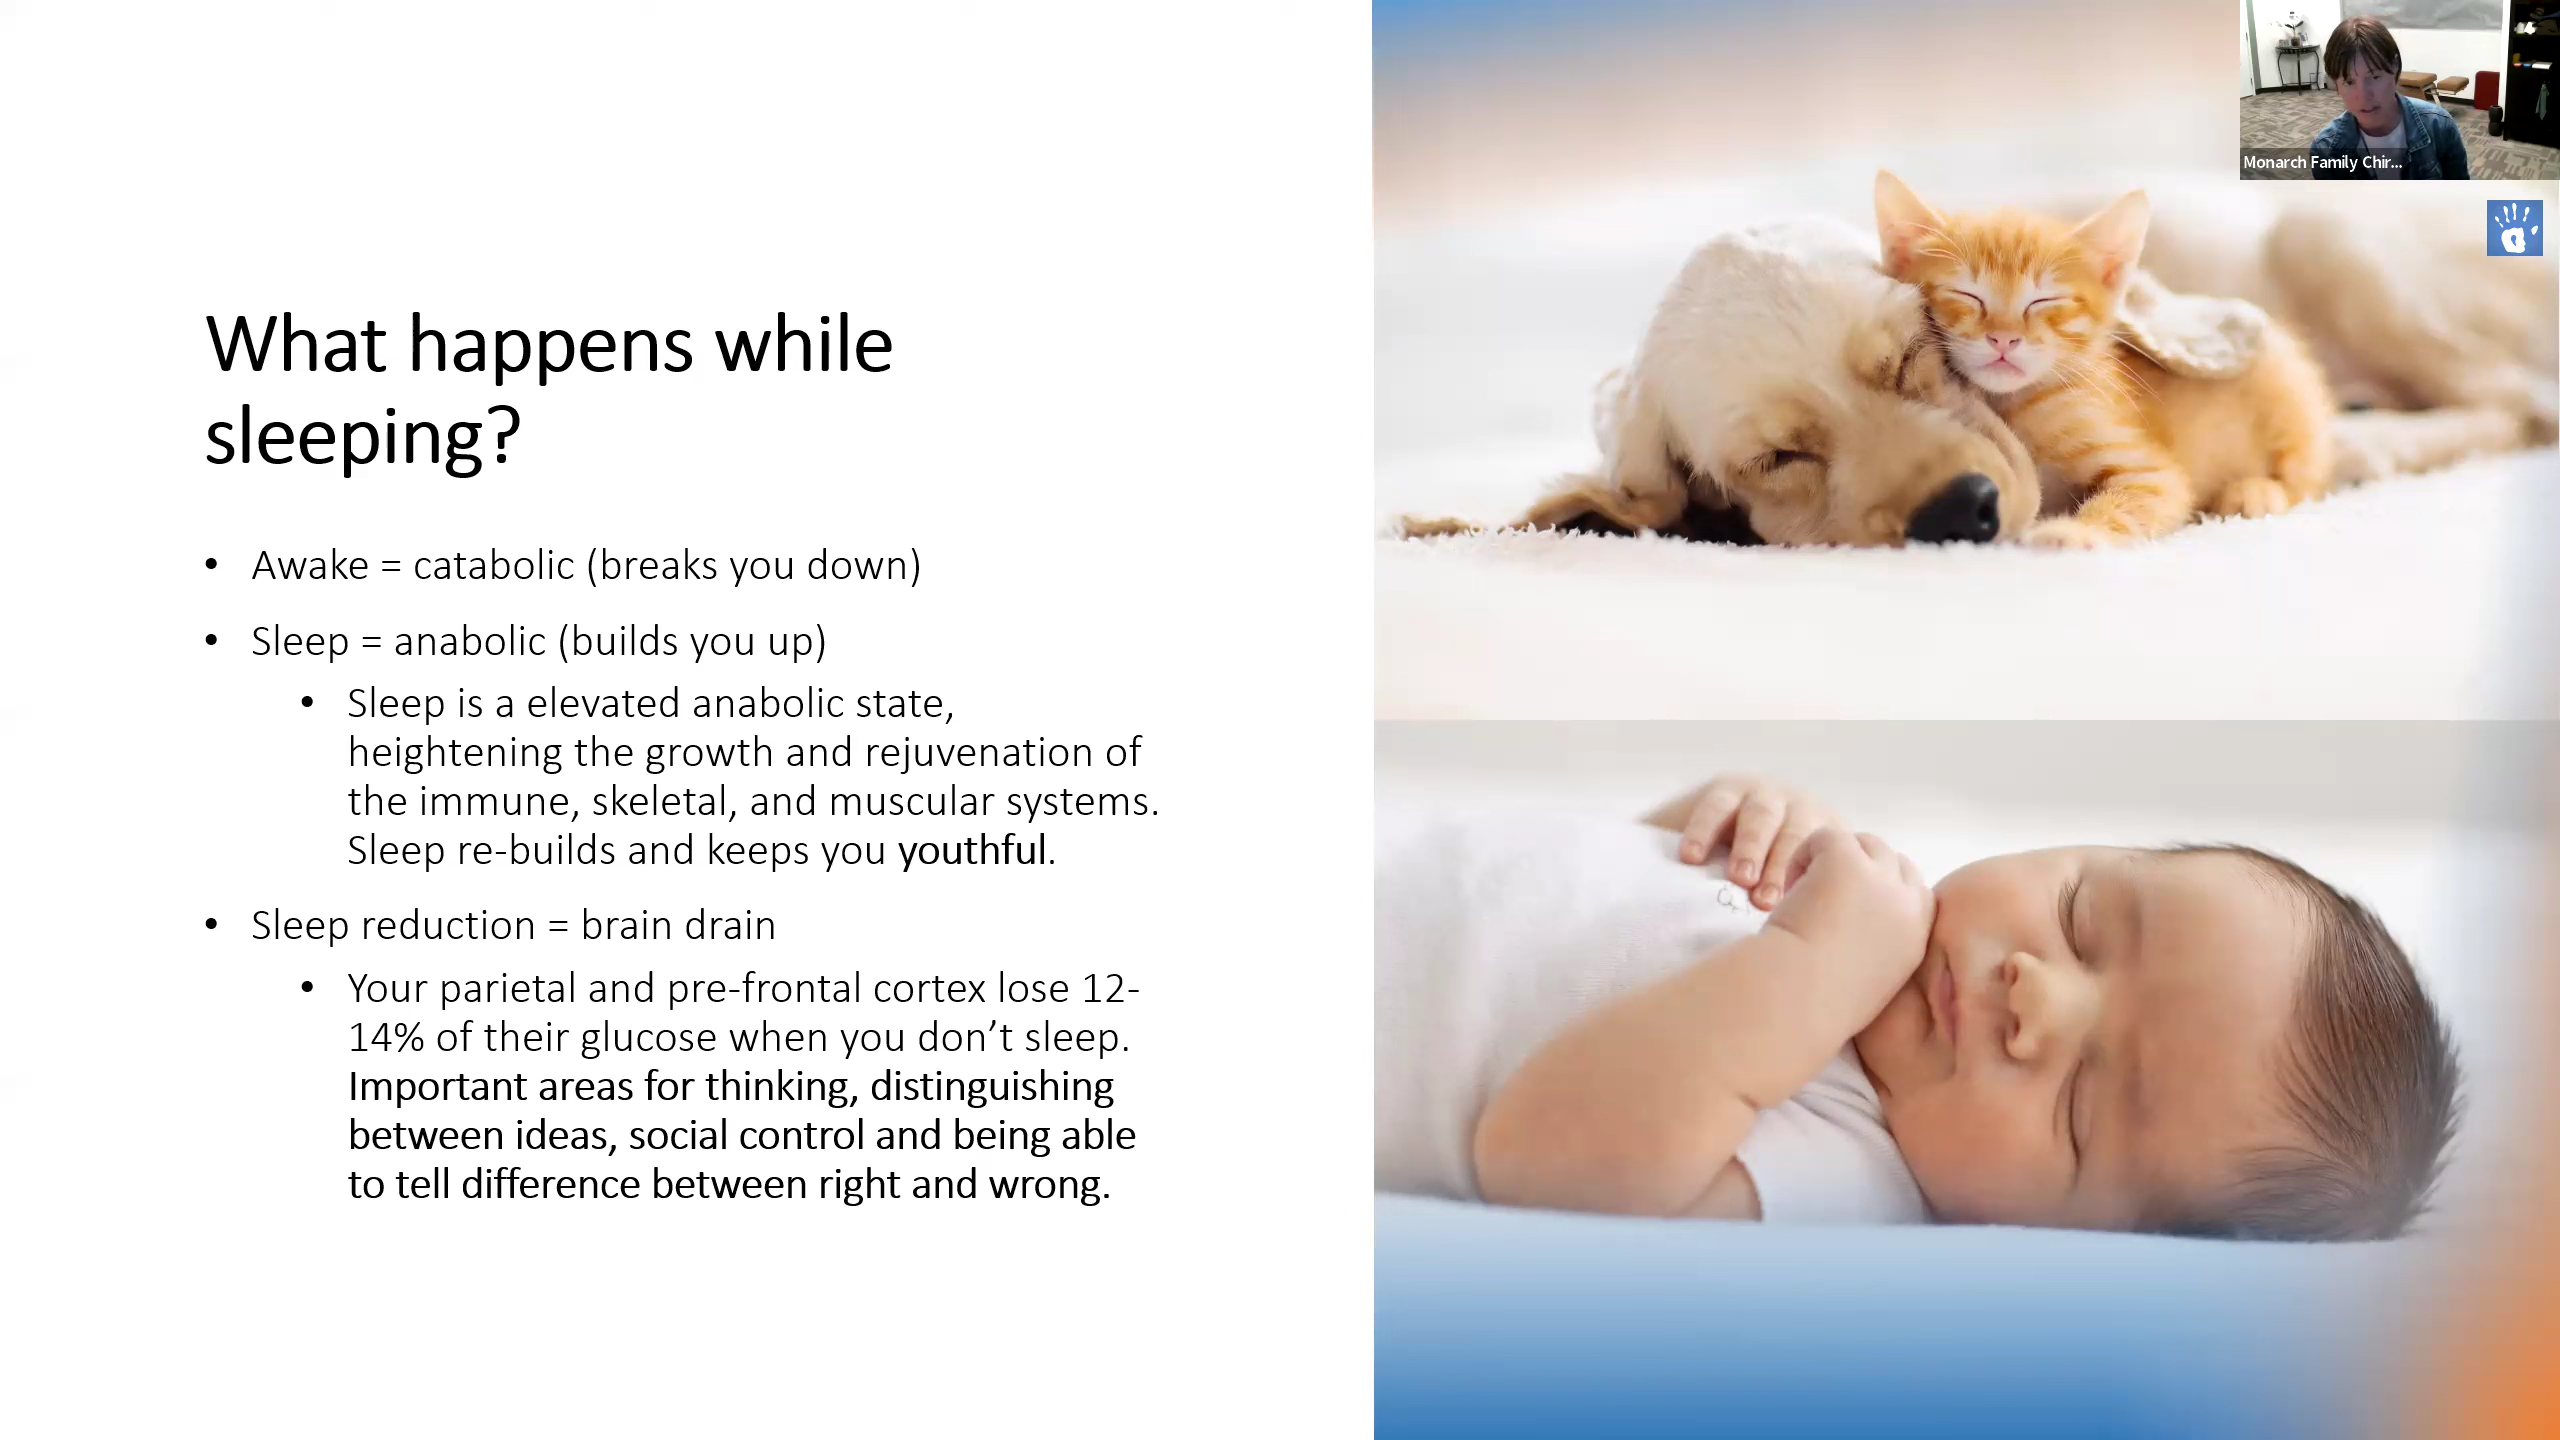 Monarch Family Chir...
What happens while
sleeping?
• Awake = catabolic (breaks you down)
• Sleep = anabolic (builds you up)
• Sleep is a elevated anabolic state,
heightening the growth and rejuvenation of
the immune, skeletal, and muscular systems.
Sleep re-builds and keeps you youthful.
• Sleep reduction = brain drain
• Your parietal and pre-frontal cortex lose 12-
14% of their glucose when you don’t sleep.
Important areas for thinking, distinguishing
between ideas, social control and being able
to tell difference between right and wrong.